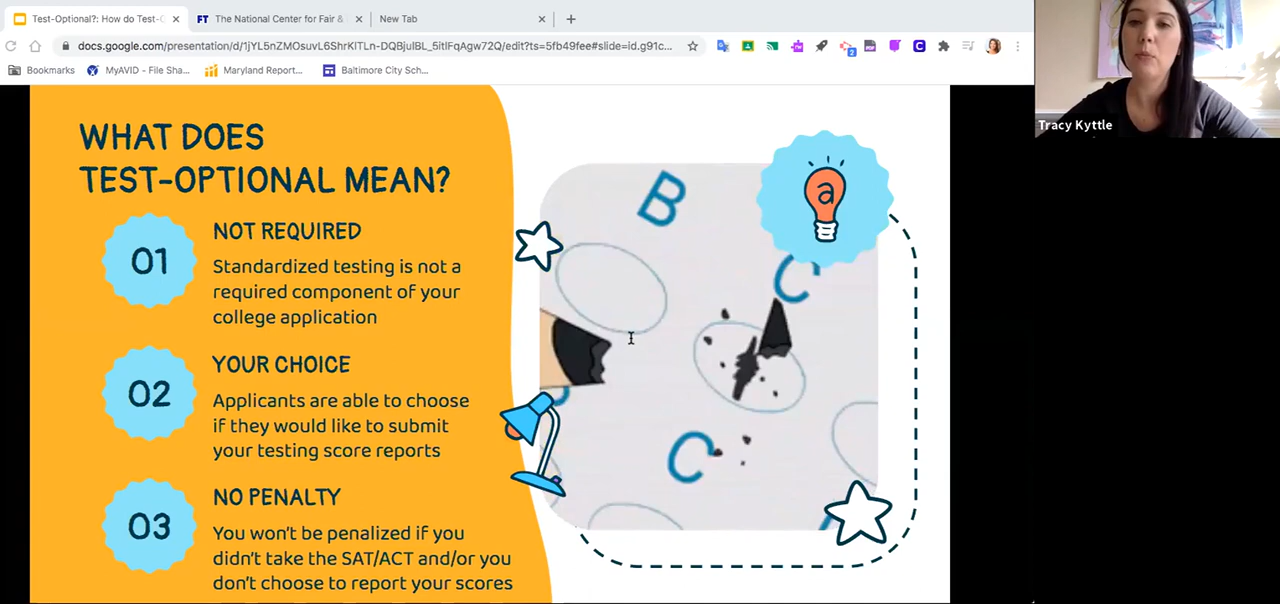 Test-Optional?: How do Test-O
FT The National Center for Fair &
New Tab
docs.google.com/presentation/d/1jYL5nZMOsuvL6ShrKlTLn-DQBjulBL_5itlFqAgw72Q/edit?ts=5fb49fee#slide=id.g91c...
2
Bookmarks
MyAVID - File Sha...
Maryland Report...
Baltimore City Sch...
Tracy Kyttle
WHAT DOES
TEST-OPTIONAL MEAN?
01
NOT REQUIRED
Standardized testing is not a
required component of your
college application
02
YOUR CHOICE
Applicants are able to choose
if they would like to submit
your testing score reports
03
NO PENALTY
You won't be penalized if you
didn't take the SAT/ACT and/or you
don't choose to report your scores
B
a
C
C